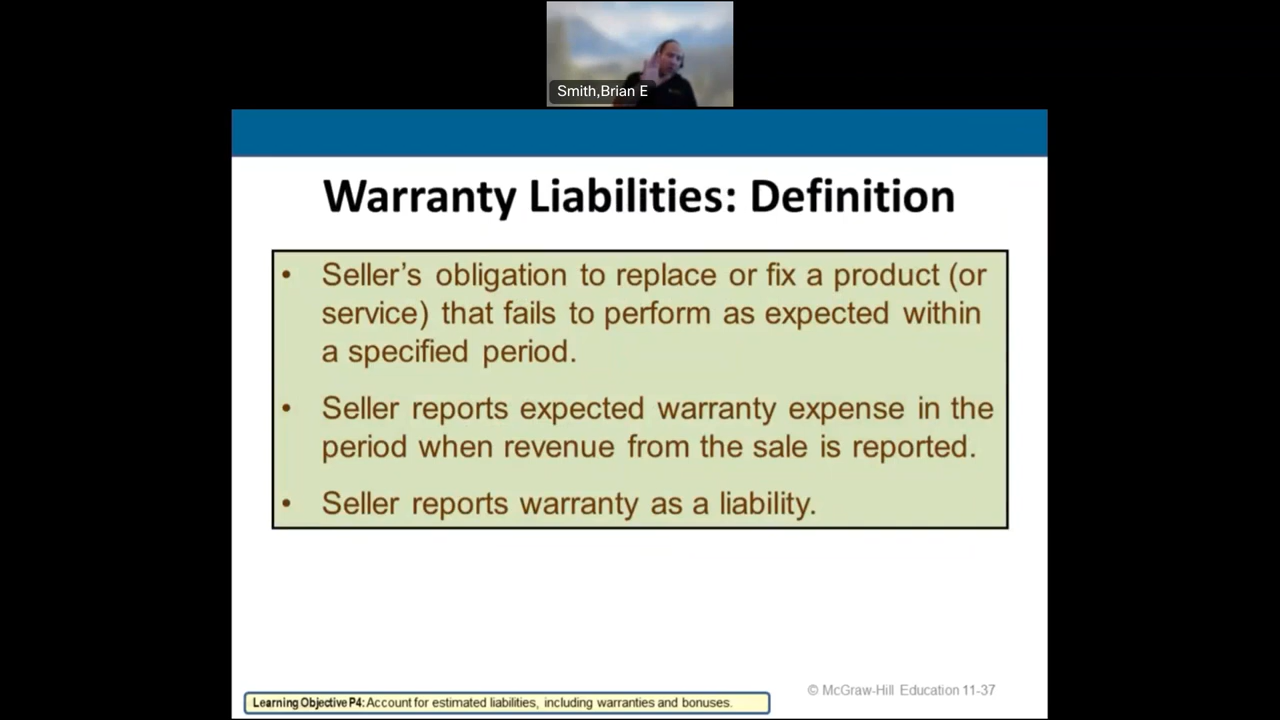 Smith,Brian E
Warranty Liabilities: Definition
• Seller's obligation to replace or fix a product (or
service) that fails to perform as expected within
a specified period.
• Seller reports expected warranty expense in the
period when revenue from the sale is reported.
• Seller reports warranty as a liability.
© McGraw-Hill Education 11-37
Learning Objective P4: Account for estimated liabilities, including warranties and bonuses.